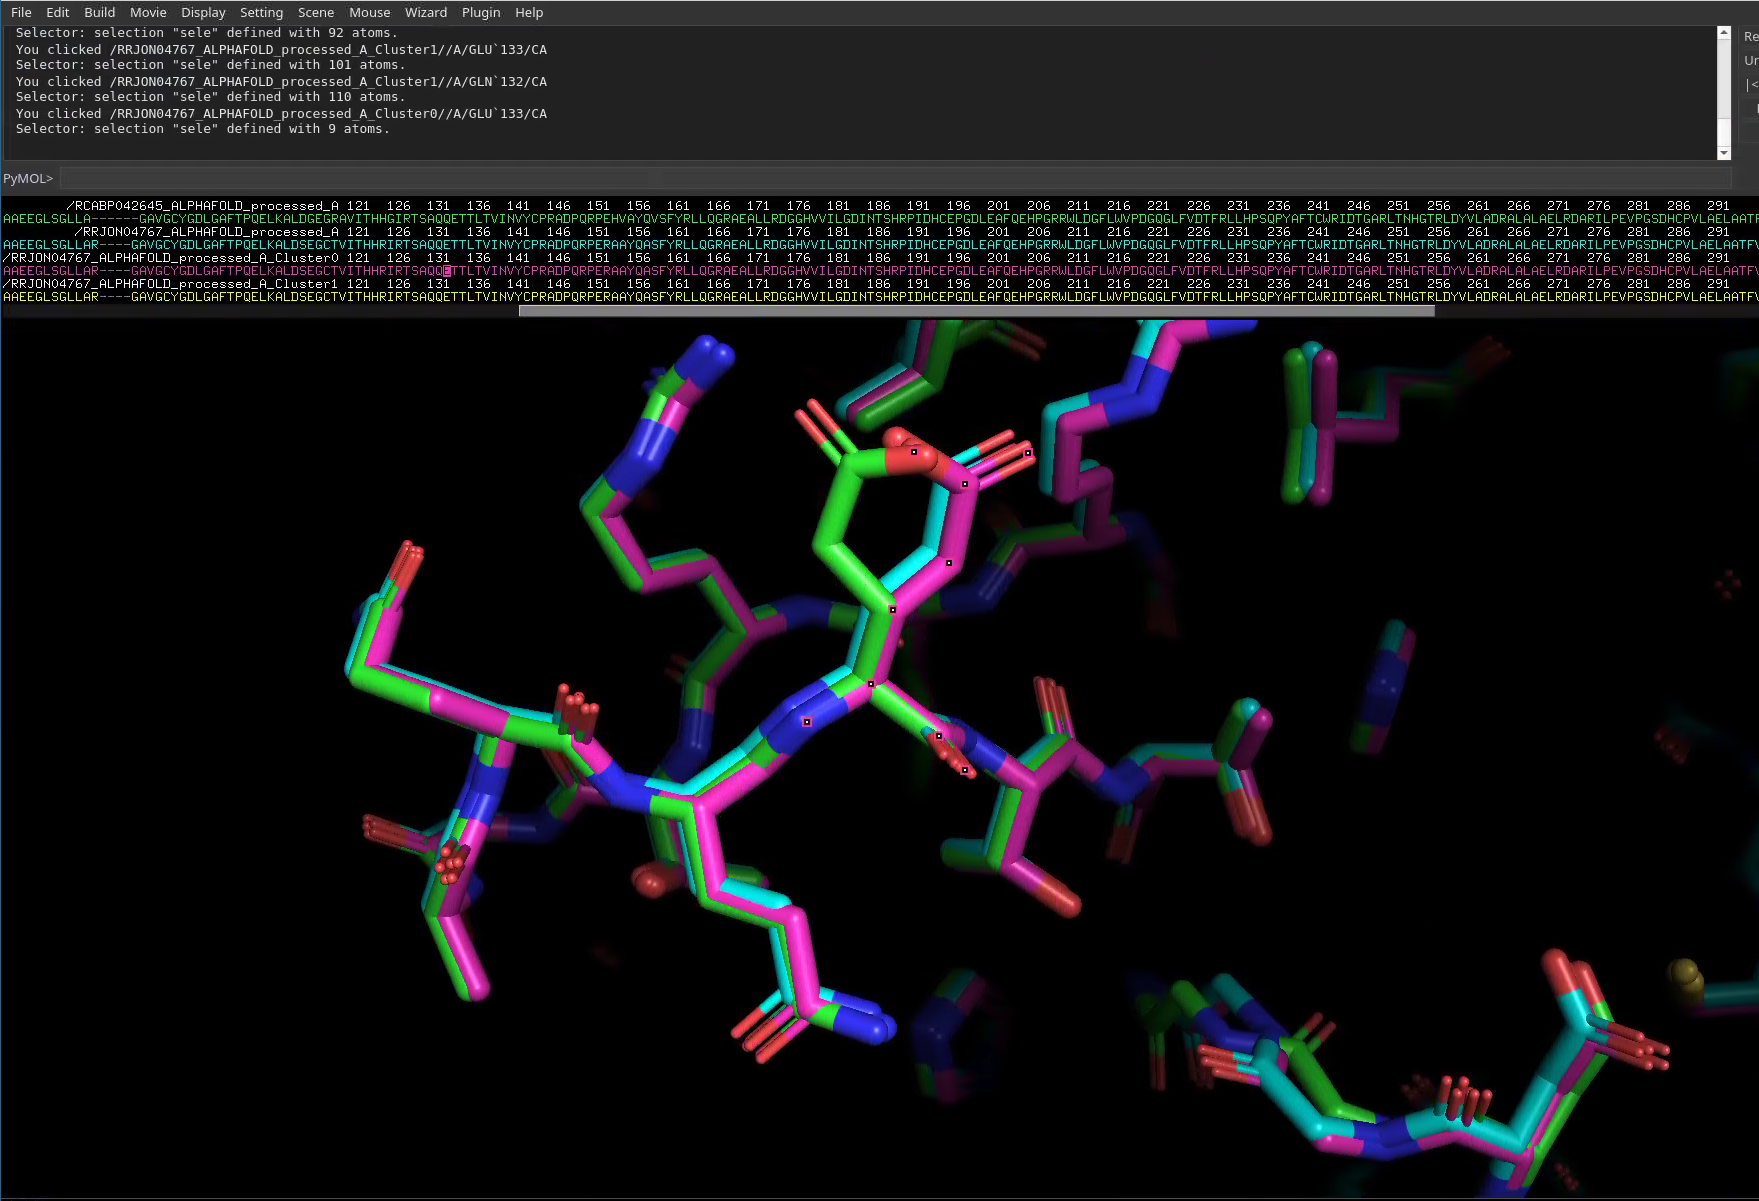 File Edit Build Movie Display Setting Scene Mouse Wizard Plugin Help
Selector: selection "sele" defined with 92 atoms.
You clicked /RRJON04767_ALPHAFOLD_processed_A_Cluster1//A/GLU`133/CA
Selector: selection "sele" defined with 101 atoms.
You clicked /RRJON04767_ALPHAFOLD_processed_A_Cluster1//A/GLN`132/CA
Selector: selection "sele" defined with 110 atoms.
You clicked /RRJON04767_ALPHAFOLD_processed_A_Cluster0//A/GLU`133/CA
Selector: selection "sele" defined with 9 atoms.
Re
Ur
|<
PyMOL>
/RCABP042645_ALPHAFOLD_processed_A 121 126 131 136 141 146 151 156 161 166 171 176 181 186 191 196 201 206 211 216 221 226 231 236 241 246 251 256 261 266 271 276 281 286 291
AAEEGLSGLLA------GAVGCYGDLGAFTPQELKALDGEGRAVITHHGIRTSAQQETTLTVINVYCPRADPQRPEHVAYQVSFYRLLQGRAEALLRDGGHVVILGDINTSHRPIDHCEPGDLEAFQEHPGRRWLDGFLWVPDGQGLFVDTFRLLHPSQPYAFTCWRIDTGARLTNHGTRLDYVLADRALALAELRDARILPEVPGSDHCPVLAELAATFV
/RRJON04767_ALPHAFOLD_processed_A 121 126 131 136 141 146 151 156 161 166 171 176 181 186 191 196 201 206 211 216 221 226 231 236 241 246 251 256 261 266 271 276 281 286 291
AAEEGLSGLLAR----GAVGCYGDLGAFTPQELKALDSEGCTVITHHRIRTSAQQETTLTVINVYCPRADPQRPERAAYQASFYRLLQGRAEALLRDGGHVVILGDINTSHRPIDHCEPGDLEAFQEHPGRRWLDGFLWPDGQGLFVDTFRLLHPSQPYAFTCWRIDTGARLTNHGTRLDYVLADRALALAELRDARILPEVPGSDHCPVLAELAATFV
/RRJON04767_ALPHAFOLD_processed_A_Cluster0 121 126 131 136 141 146 151 156 161 166 171 176 181 186 191 196 201 206 211 216 221 226 231 236 241 246 251 256 261 266 271 276 281 286 291
AAEEGLSGLLAR----GAVGCYGDLGAFTPQELKALDSEGCTVITHHRIRTSAQQETTLTVINVYCPRADPQRPERAAYQASFYRLLQGRAEALLRDGGHVVILGDINTSHRPIDHCEPGDLEAFQEHPGRRWLDGFLWPDGQGLFVDTFRLLHPSQPYAFTCWRIDTGARLTNHGTRLDYVLADRALALAELRDARILPEVPGSDHCPVLAELAATFV
/RRJON04767_ALPHAFOLD_processed_A_Cluster1 121 126 131 136 141 146 151 156 161 166 171 176 181 186 191 196 201 206 211 216 221 226 231 236 241 246 251 256 261 266 271 276 281 286 291
AAEEGLSGLLAR----GAVGCYGDLGAFTPQELKALDSEGCTVITHHRIRTSAQQETTLTVINVYCPRADPQRPERAAYQASFYRLLQGRAEALLRDGGHVVILGDINTSHRPIDHCEPGDLEAFQEHPGRRWLDGFLWPDGQGLFVDTFRLLHPSQPYAFTCWRIDTGARLTNHGTRLDYVLADRALALAELRDARILPEVPGSDHCPVLAELAATFV